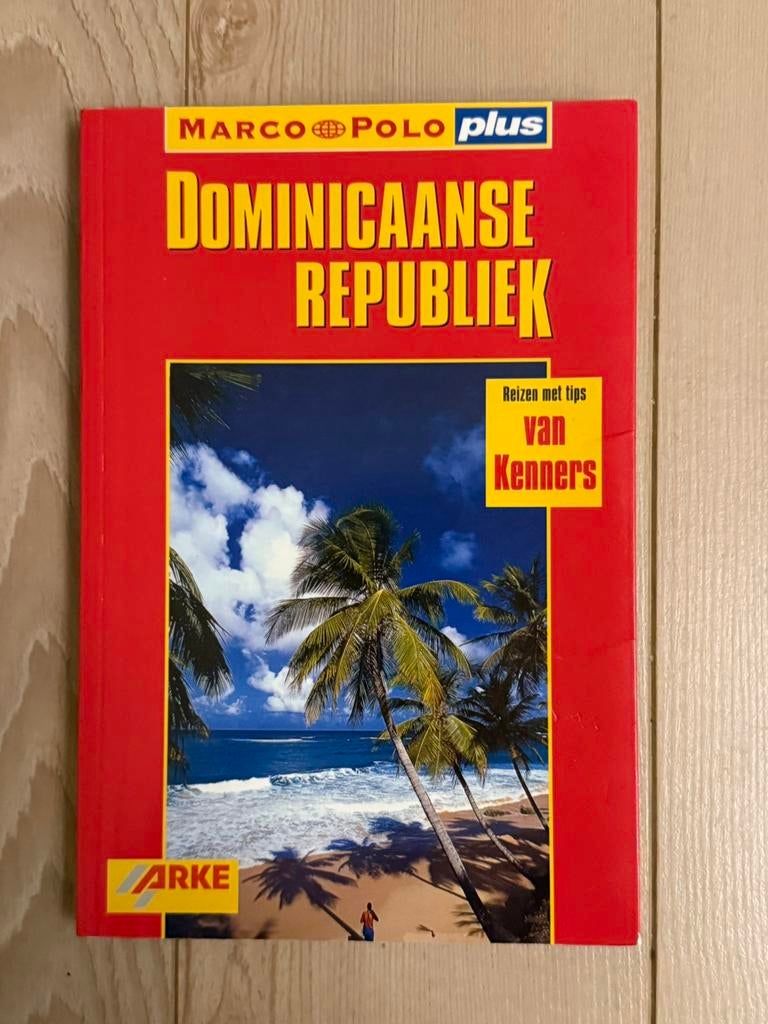 MARCO POLO plus
DOMINICAANSE
REPUBLIEK
Reizen met tips
van
Kenners
ARKE